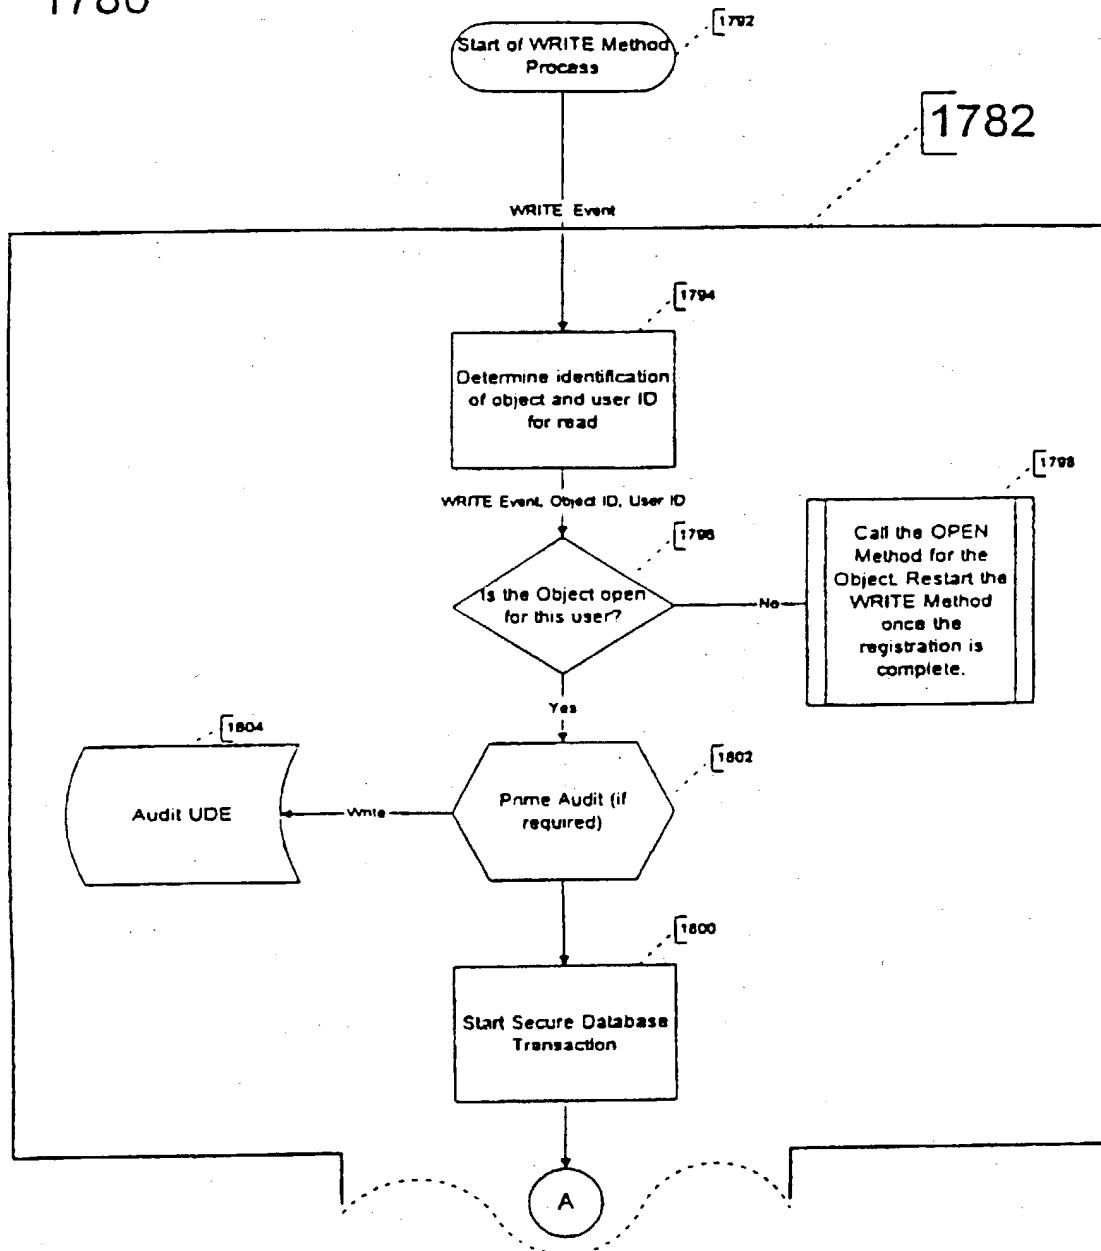 1780
Start of WRITE Method
Process
1792
1782
WRITE Event
1794
Determine identification
of object and user ID
for read
WRITE Event, Object ID, User ID
1796
1798
Is the Object open
for this user?
No
Call the OPEN
Method for the
Object. Restart the
WRITE Method
once the
registration is
complete.
Yes
1804
1802
Audit UDE
Write
Prime Audit (if
required)
1800
Start Secure Database
Transaction
A